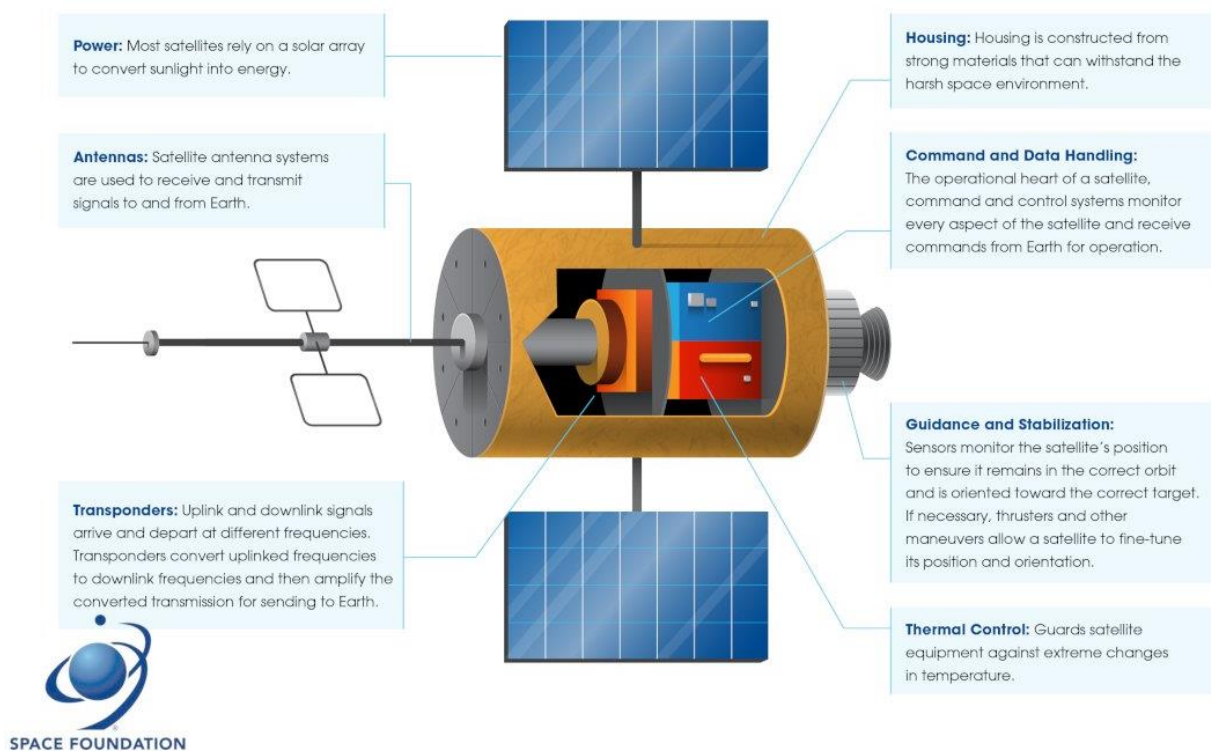 Power: Most satellites rely on a solar array
to convert sunlight into energy.
Antennas: Satellite antenna systems
are used to receive and transmit
signals to and from Earth.
Transponders: Uplink and downlink signals
arrive and depart at different frequencies.
Transponders convert uplinked frequencies
to downlink frequencies and then amplify the
converted transmission for sending to Earth.
Housing: Housing is constructed from
strong materials that can withstand the
harsh space environment.
Command and Data Handling:
The operational heart of a satellite,
command and control systems monitor
every aspect of the satellite and receive
commands from Earth for operation.
Guidance and Stabilization:
Sensors monitor the satellite’s position
to ensure it remains in the correct orbit
and is oriented toward the correct target.
If necessary, thrusters and other
maneuvers allow a satellite to fine-tune
its position and orientation.
Thermal Control: Guards satellite
equipment against extreme changes
in temperature.
SPACE FOUNDATION